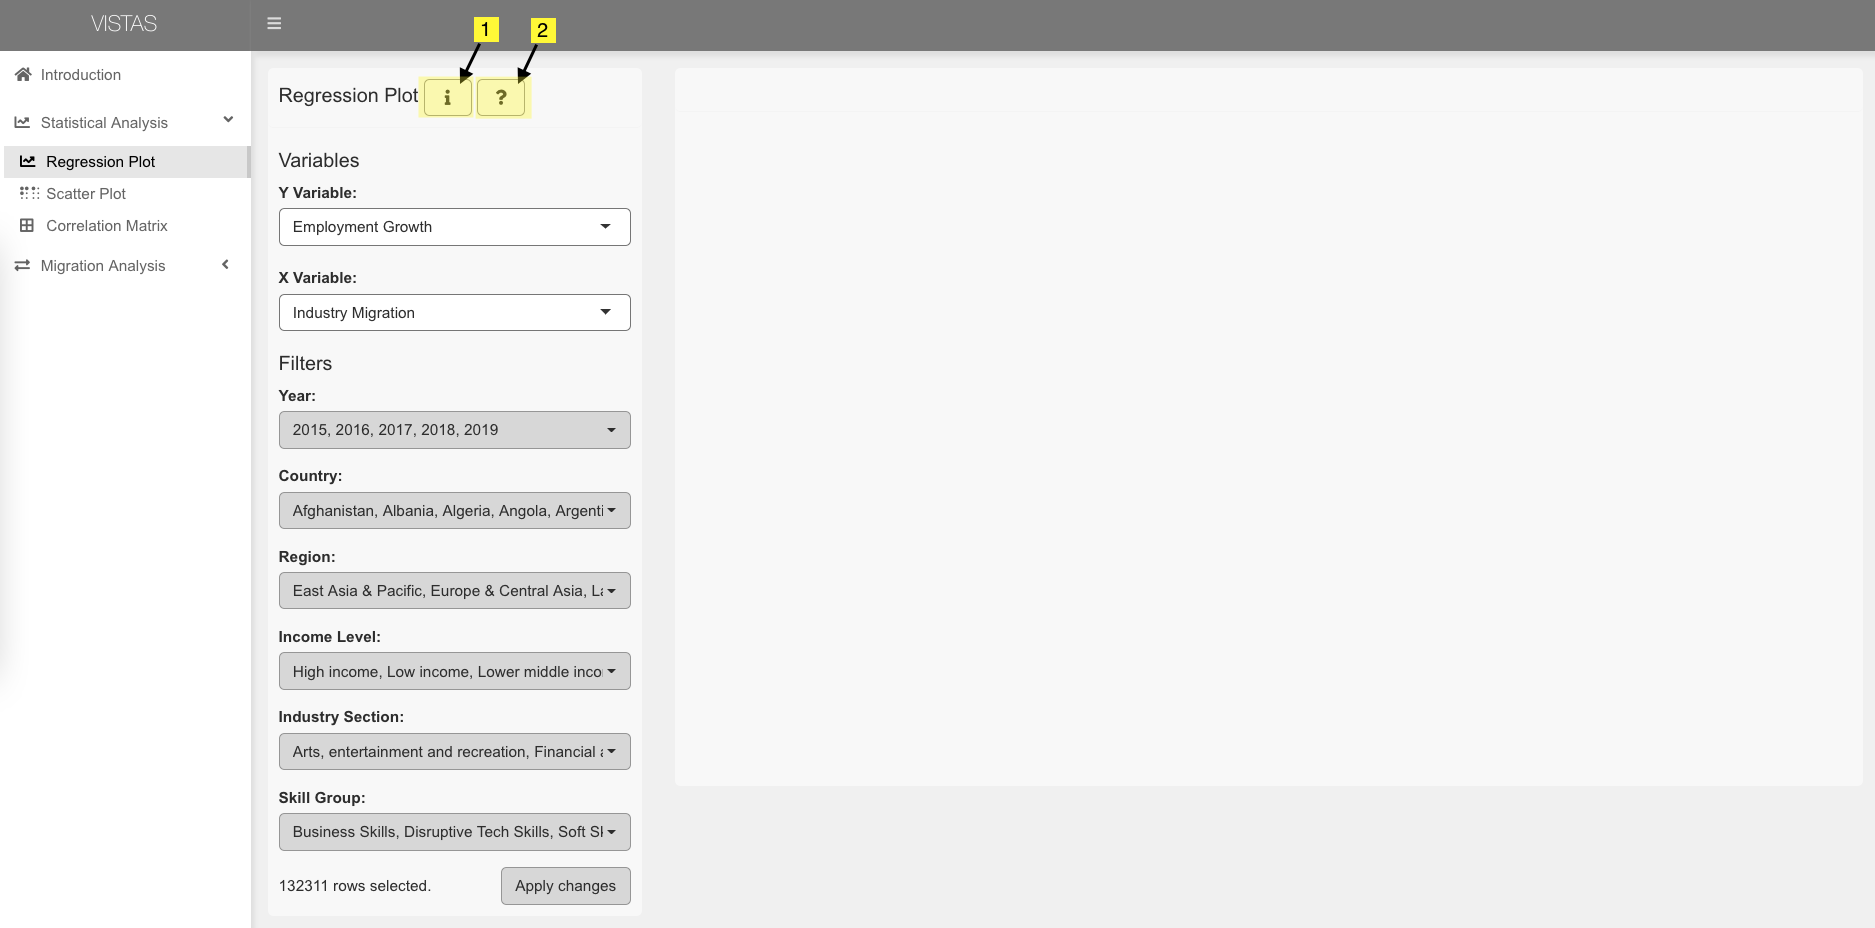 VISTAS
1
2
Introduction
Statistical Analysis
Regression Plot
Scatter Plot
Correlation Matrix
Migration Analysis
Regression Plot i ?
Variables
Y Variable:
Employment Growth
X Variable:
Industry Migration
Filters
Year:
2015, 2016, 2017, 2018, 2019
Country:
Afghanistan, Albania, Algeria, Angola, Argenti
Region:
East Asia & Pacific, Europe & Central Asia, La
Income Level:
High income, Low income, Lower middle inco
Industry Section:
Arts, entertainment and recreation, Financial a
Skill Group:
Business Skills, Disruptive Tech Skills, Soft Sk
132311 rows selected.
Apply changes